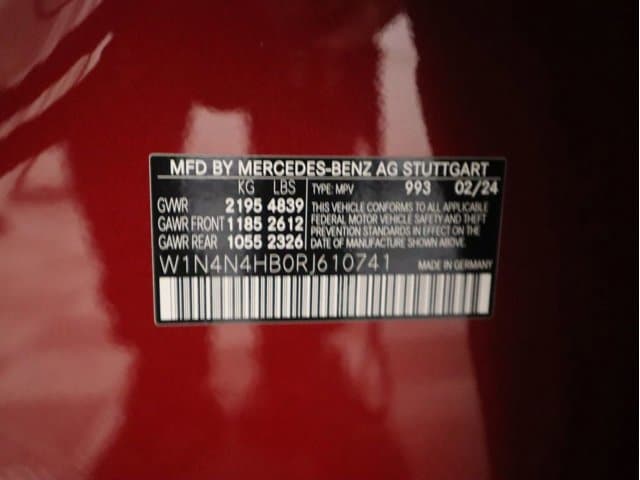 MFD BY MERCEDES-BENZ AG STUTTGART
KG LBS TYPE: MPV 993 02/24
GVWR 2195 4839
GAWR FRONT 1185 2612
GAWR REAR 1055 2326
THIS VEHICLE CONFORMS TO ALL APPLICABLE
FEDERAL MOTOR VEHICLE SAFETY AND THEFT
PREVENTION STANDARDS IN EFFECT ON THE
DATE OF MANUFACTURE SHOWN ABOVE.
W1N4N4HB0RJ610741 MADE IN GERMANY